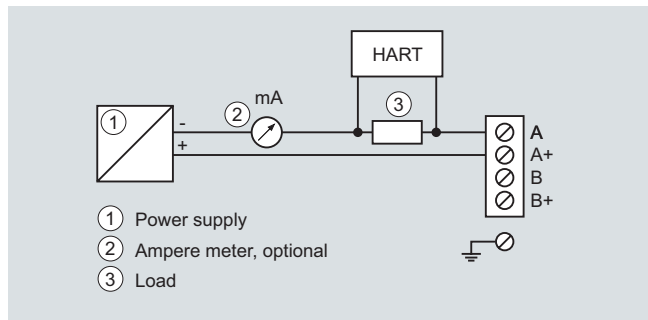 HART
mA
2
3
1
-
+
A
A+
B
B+
1 Power supply
2 Ampere meter, optional
3 Load